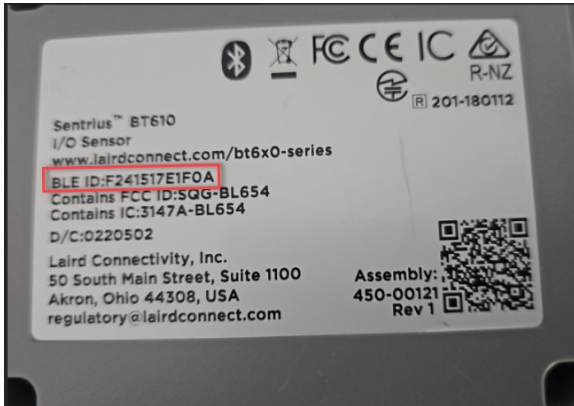 FC CE IC
R-NZ
R 201-180112
Sentrius™ BT610
I/O Sensor
www.lairdconnect.com/bt6x0-series
BLE ID:F241517E1F0A
Contains FCC ID:SQG-BL654
Contains IC:3147A-BL654
D/C:0220502
Laird Connectivity, Inc.
50 South Main Street, Suite 1100
Akron, Ohio 44308, USA
regulatory@lairdconnect.com
Assembly:
450-00121
Rev 1